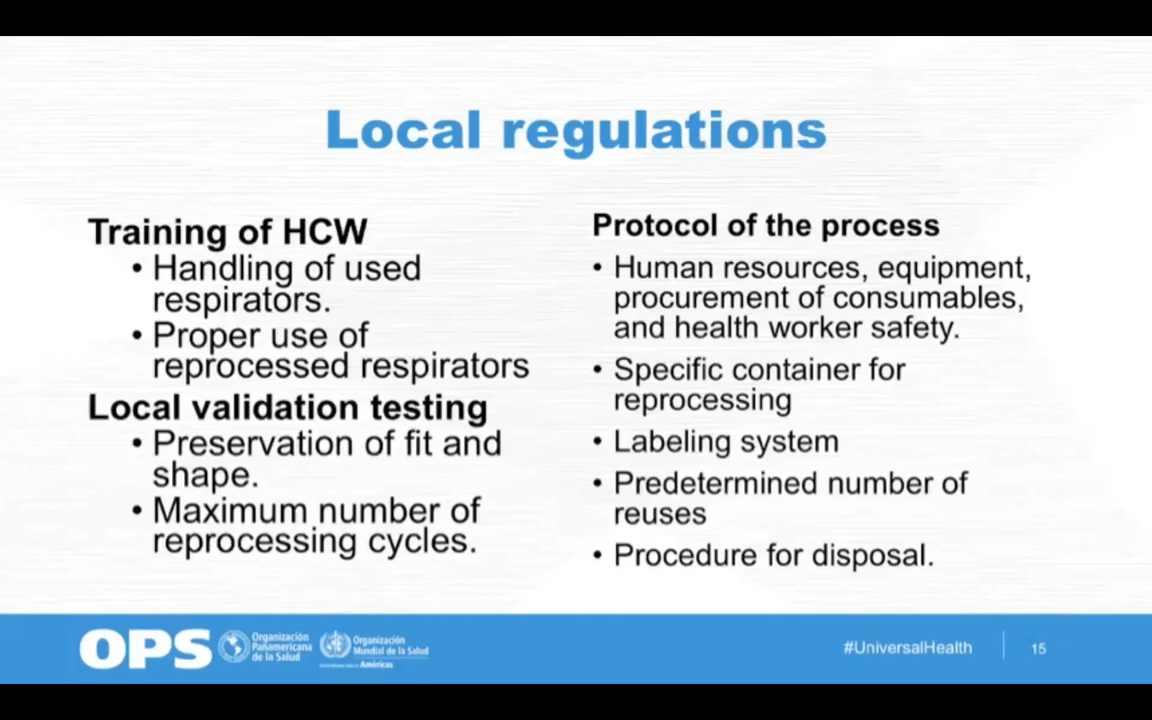 Local regulations
Training of HCW
• Handling of used
respirators.
• Proper use of
reprocessed respirators
Local validation testing
• Preservation of fit and
shape.
• Maximum number of
reprocessing cycles.
Protocol of the process
• Human resources, equipment,
procurement of consumables,
and health worker safety.
• Specific container for
reprocessing
• Labeling system
• Predetermined number of
reuses
• Procedure for disposal.
OPS
Organización
Panamericana
de la Salud
Organización
Mundial de la Salud
Américas
#UniversalHealth
15